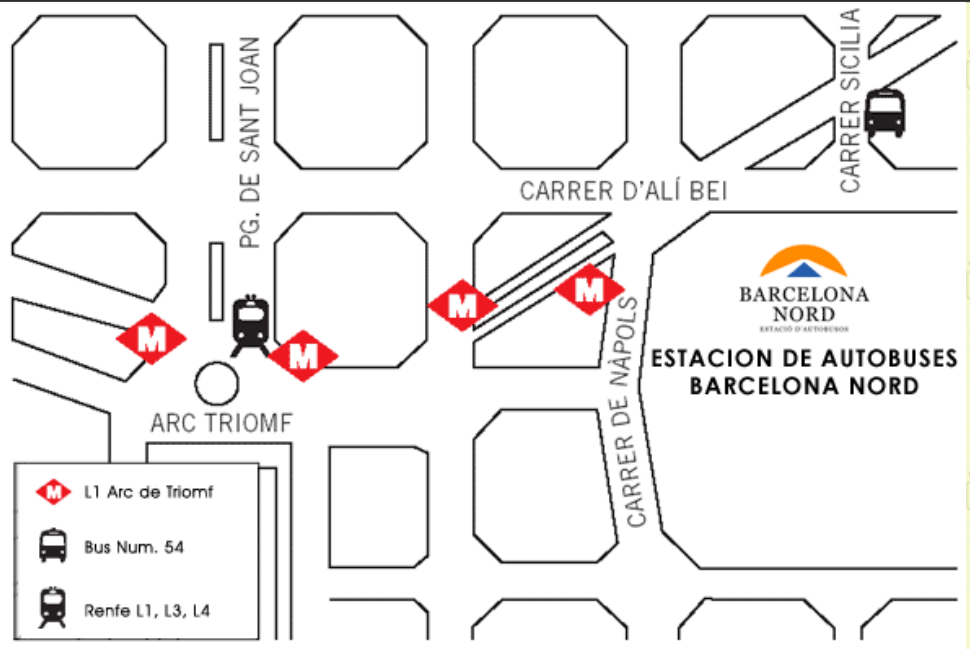 PG. DE SANT JOAN
CARRER SICILIA
CARRER D'ALÍ BEI
M
M
M
M
BARCELONA
NORD
ESTACIÓ D'AUTOBUSOS
ESTACION DE AUTOBUSES
BARCELONA NORD
CARRER DE NÀPOLS
ARC TRIOMF
M L1 Arc de Triomf
Bus Num. 54
Renfe L1, L3, L4